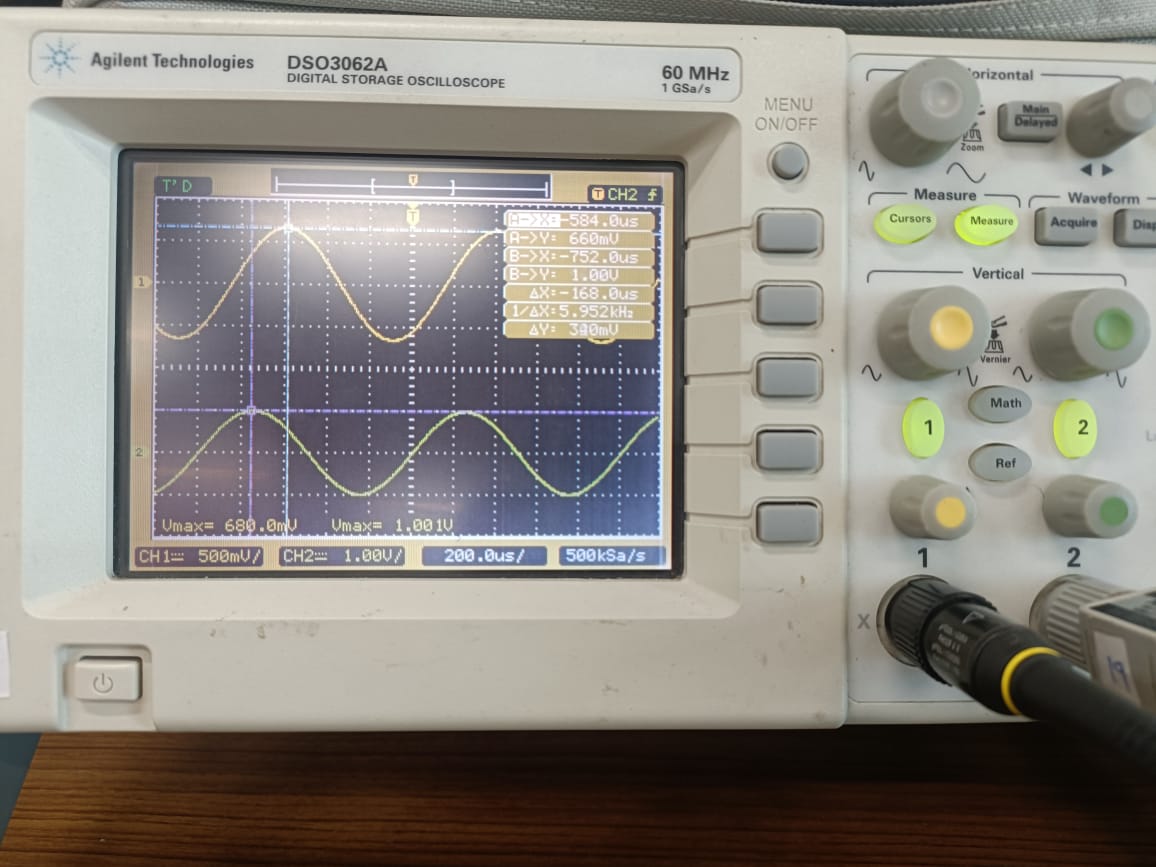 Agilent Technologies
DSO3062A
DIGITAL STORAGE OSCILLOSCOPE
60 MHz
1 GSa/s
MENU
ON/OFF
T'D
T
T CH2
T
A->X:-584.0us
A->Y: 660mV
B->X:-752.0us
B->Y: 1.00V
ΔX:-168.0us
1/ΔX:5.952kHz
ΔY: 340mV
1
2
Vmax= 680.0mV Vmax= 1.001V
CH1 500mV/ CH2 1.00V/ 200.0us/ 500kSa/s
orizontal
Main
Delayed
Zoom
Measure
Waveform
Cursors
Measure
Acquire
Disp
Vertical
Vernier
Math
1
2
Ref
1
2
X
19